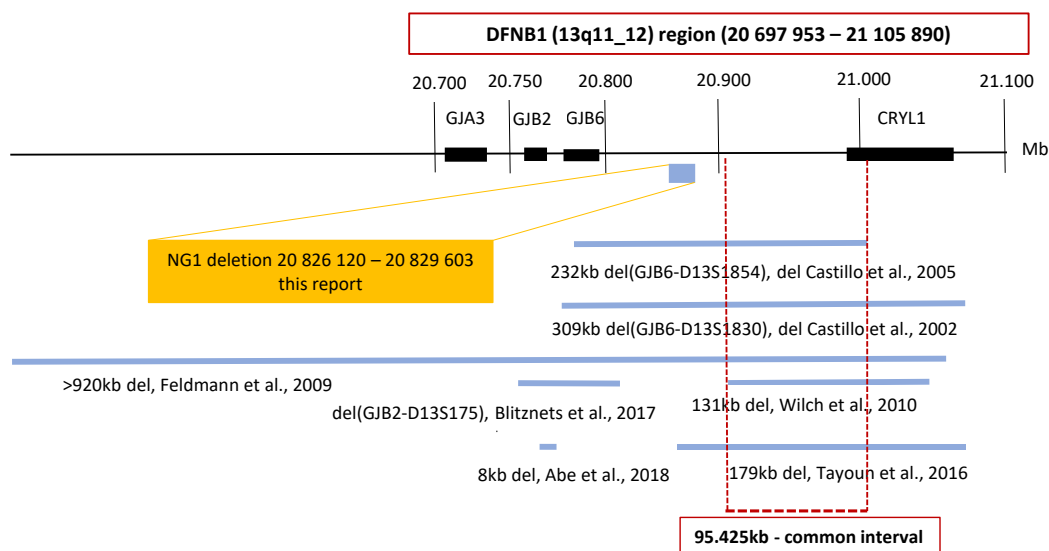 DFNB1 (13q11_12) region (20 697 953 – 21 105 890)
20.700 20.750 20.800 20.900 21.000 21.100
GJA3 GJB2 GJB6 CRYL1
Mb
NG1 deletion 20 826 120 – 20 829 603
this report
232kb del(GJB6-D13S1854), del Castillo et al., 2005
309kb del(GJB6-D13S1830), del Castillo et al., 2002
>920kb del, Feldmann et al., 2009
131kb del, Wilch et al., 2010
del(GJB2-D13S175), Blitznets et al., 2017
8kb del, Abe et al., 2018
179kb del, Tayoun et al., 2016
95.425kb - common interval